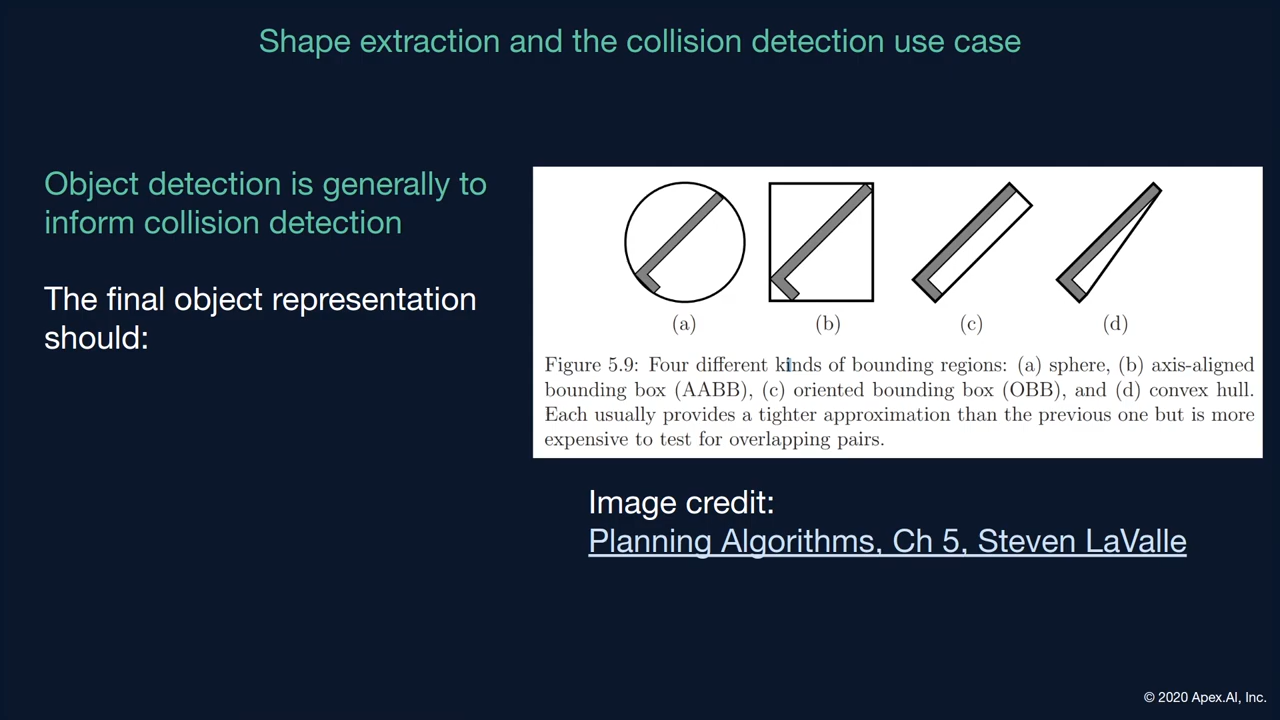 Shape extraction and the collision detection use case
Object detection is generally to
inform collision detection
The final object representation
should:
(a)
(b)
(c)
(d)
Figure 5.9: Four different kinds of bounding regions: (a) sphere, (b) axis-aligned
bounding box (AABB), (c) oriented bounding box (OBB), and (d) convex hull.
Each usually provides a tighter approximation than the previous one but is more
expensive to test for overlapping pairs.
Image credit:
Planning Algorithms, Ch 5, Steven LaValle
© 2020 Apex.AI, Inc.